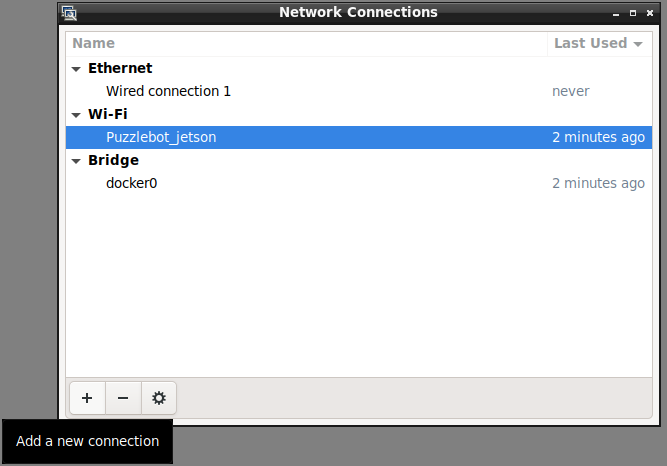 Network Connections
Name Last Used
Ethernet
Wired connection 1 never
Wi-Fi
Puzzlebot_jetson 2 minutes ago
Bridge
docker0 2 minutes ago
Add a new connection